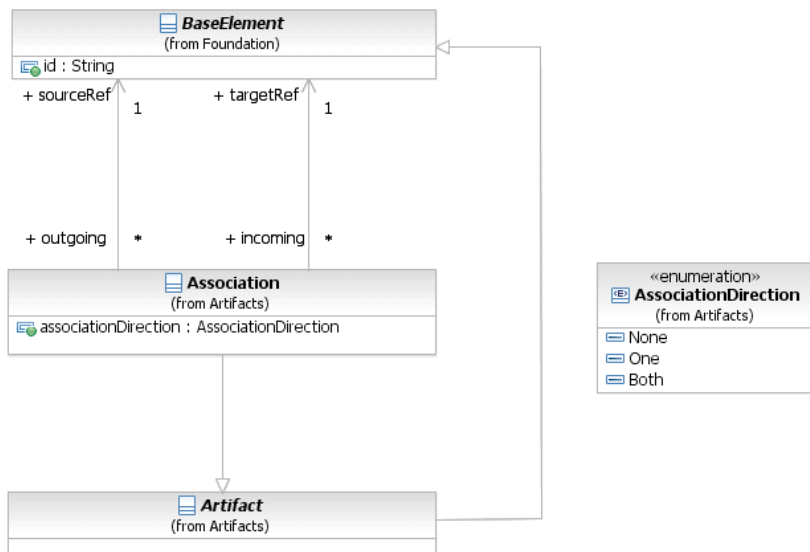 BaseElement
(from Foundation)
id : String
+ sourceRef
1
+ targetRef
1
+ outgoing
*
+ incoming
*
Association
(from Artifacts)
associationDirection : AssociationDirection
«enumeration»
<E> AssociationDirection
(from Artifacts)
None
One
Both
Artifact
(from Artifacts)